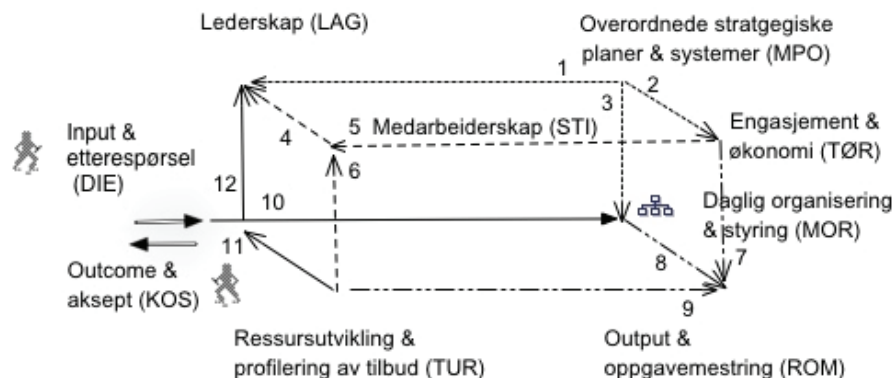 Lederskap (LAG)
Overordnede stratgegiske
planer & systemer (MPO)
1
2
3
4
5
Medarbeiderskap (STI)
6
Engasjement &
økonomi (TØR)
Input &
etterespørsel
(DIE)
12
10
Daglig organisering
& styring (MOR)
11
8
7
Outcome &
aksept (KOS)
9
Ressursutvikling &
profilering av tilbud (TUR)
Output &
oppgavemestring (ROM)